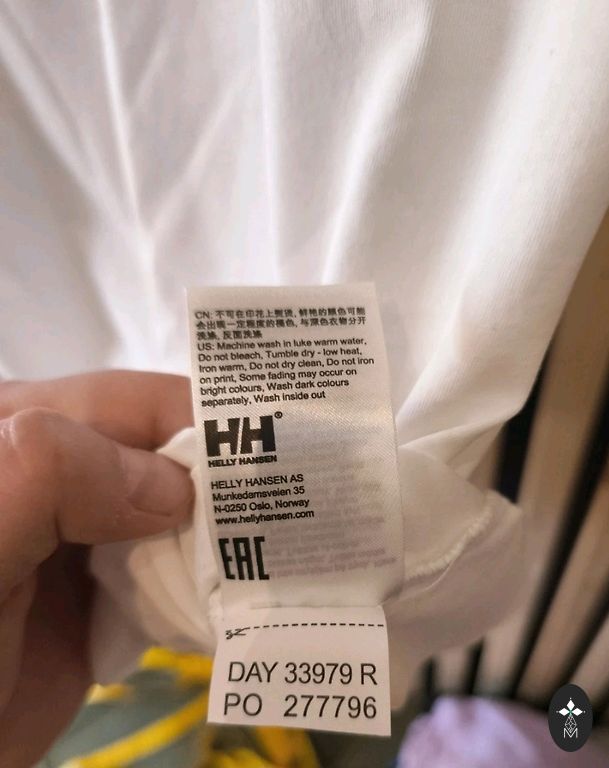 CN: 不可在印花上熨烫, 鲜艳的颜色可能
会出现一定程度的褪色, 与深色衣物分开
洗涤, 反面洗涤
US: Machine wash in luke warm water,
Do not bleach, Tumble dry - low heat,
Iron warm, Do not dry clean, Do not iron
on print, Some fading may occur on
bright colours, Wash dark colours
separately, Wash inside out
HH®
HELLY HANSEN
HELLY HANSEN AS
Munkedamsveien 35
N-0250 Oslo, Norway
www.hellyhansen.com
EAC
DAY 33979 R
PO 277796
M